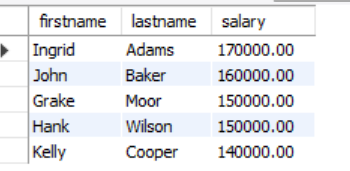 firstname lastname salary
Ingrid Adams 170000.00
John Baker 160000.00
Grake Moor 150000.00
Hank Wilson 150000.00
Kelly Cooper 140000.00